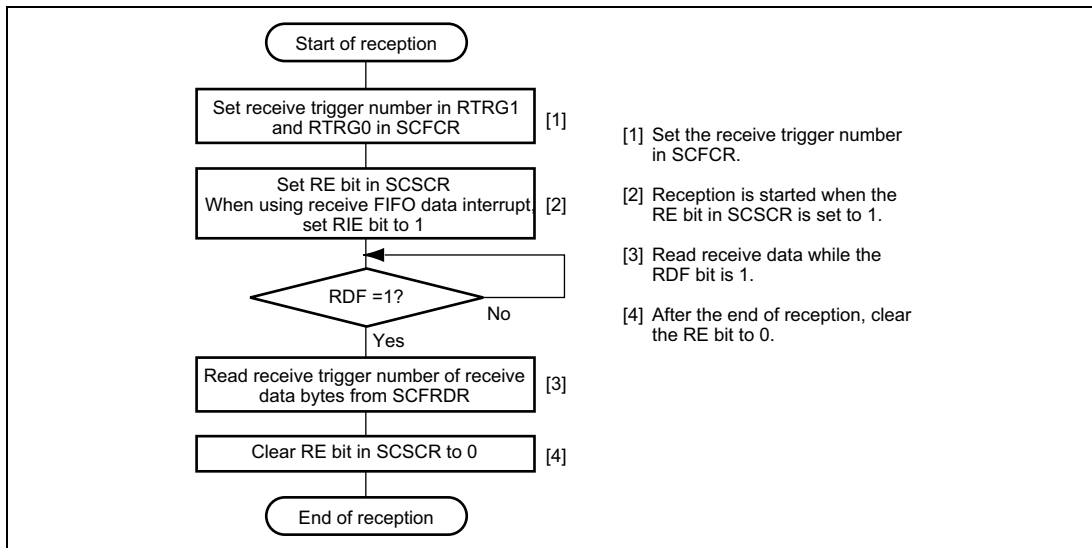 Start of reception
Set receive trigger number in RTRG1
and RTRG0 in SCFCR
[1]
Set RE bit in SCSCR
When using receive FIFO data interrupt,
set RIE bit to 1
[2]
RDF =1?
No
Yes
Read receive trigger number of receive
data bytes from SCFRDR
[3]
Clear RE bit in SCSCR to 0
[4]
End of reception
[1] Set the receive trigger number
in SCFCR.
[2] Reception is started when the
RE bit in SCSCR is set to 1.
[3] Read receive data while the
RDF bit is 1.
[4] After the end of reception, clear
the RE bit to 0.